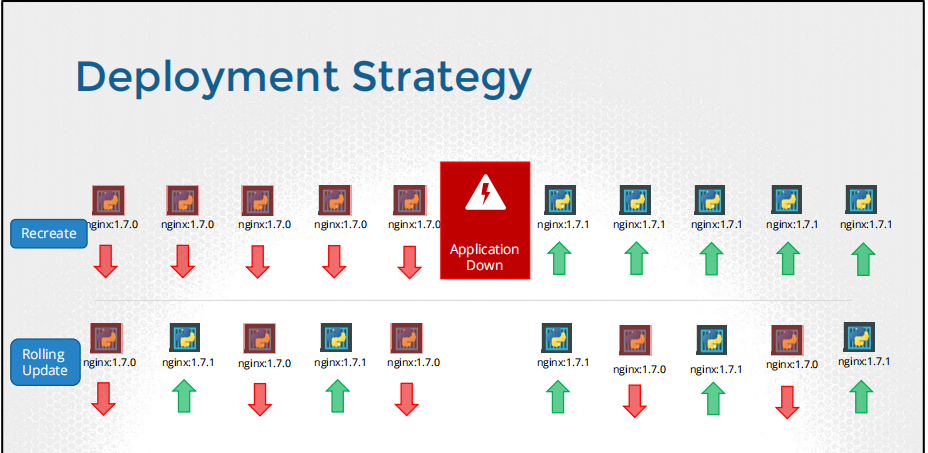 Deployment Strategy
nginx:1.7.0 nginx:1.7.0 nginx:1.7.0 nginx:1.7.0 nginx:1.7.0 nginx:1.7.1 nginx:1.7.1 nginx:1.7.1 nginx:1.7.1 nginx:1.7.1
Recreate
Application
Down
nginx:1.7.0 nginx:1.7.1 nginx:1.7.0 nginx:1.7.1 nginx:1.7.0 nginx:1.7.1 nginx:1.7.0 nginx:1.7.1 nginx:1.7.0 nginx:1.7.1
Rolling
Update